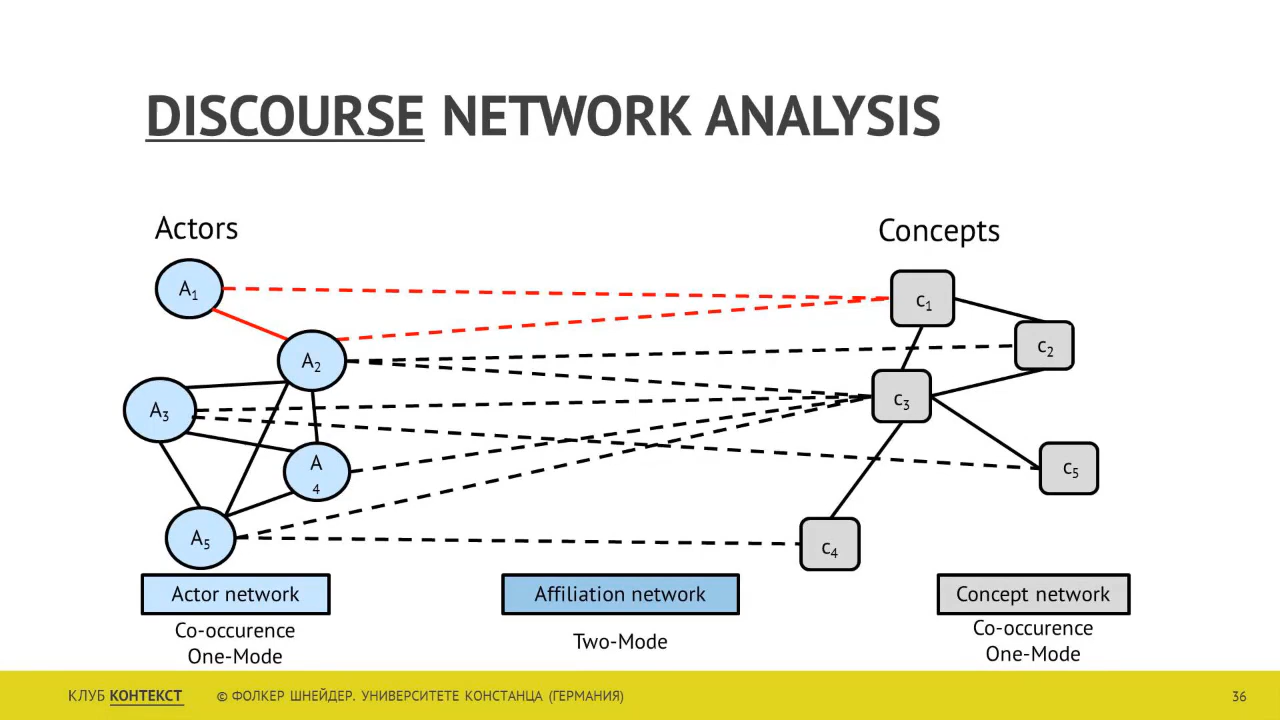 DISCOURSE NETWORK ANALYSIS
Actors
Concepts
A1
A2
A3
A
4
A5
c1
c2
c3
c5
c4
Actor network
Co-occurence
One-Mode
Affiliation network
Two-Mode
Concept network
Co-occurence
One-Mode
КЛУБ КОНТЕКСТ
© ФОЛКЕР ШНЕЙДЕР. УНИВЕРСИТЕТЕ КОНСТАНЦА (ГЕРМАНИЯ)
36